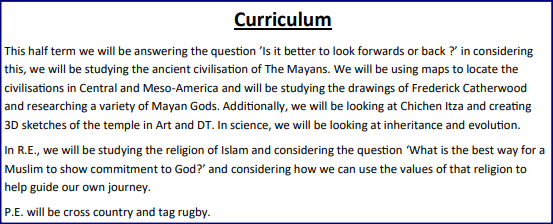 Curriculum
This half term we will be answering the question ‘Is it better to look forwards or back ?’ in considering
this, we will be studying the ancient civilisation of The Mayans. We will be using maps to locate the
civilisations in Central and Meso-America and will be studying the drawings of Frederick Catherwood
and researching a variety of Mayan Gods. Additionally, we will be looking at Chichen Itza and creating
3D sketches of the temple in Art and DT. In science, we will be looking at inheritance and evolution.
In R.E., we will be studying the religion of Islam and considering the question ‘What is the best way for a
Muslim to show commitment to God?’ and considering how we can use the values of that religion to
help guide our own journey.
P.E. will be cross country and tag rugby.